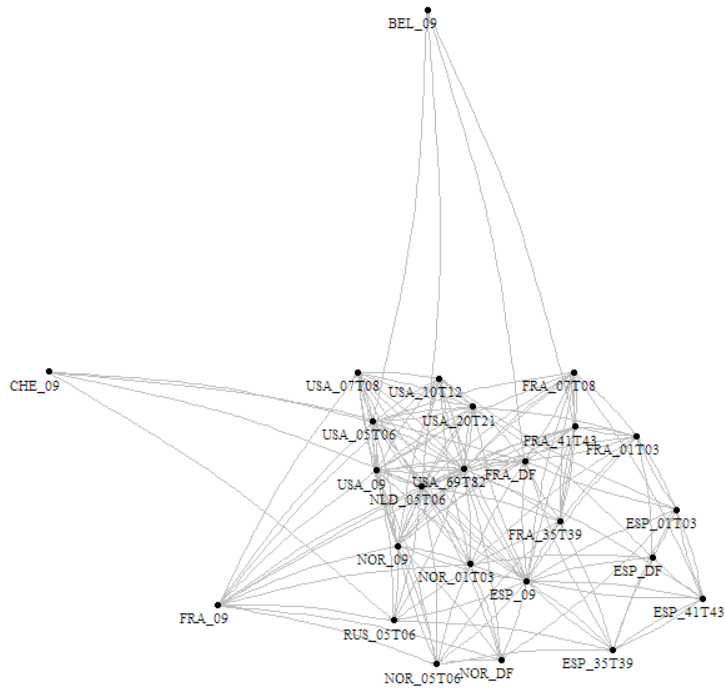 BEL_09
CHE_09
USA_07T08
USA_10T12
FRA_07T08
USA_20T21
USA_05T06
FRA_41T43
FRA_01T03
USA_09
USA_69T82
FRA_DF
NLD_05T06
ESP_01T03
FRA_35T39
NOR_09
NOR_01T03
ESP_DF
ESP_09
ESP_41T43
FRA_09
RUS_05T06
ESP_35T39
NOR_05T06
NOR_DF